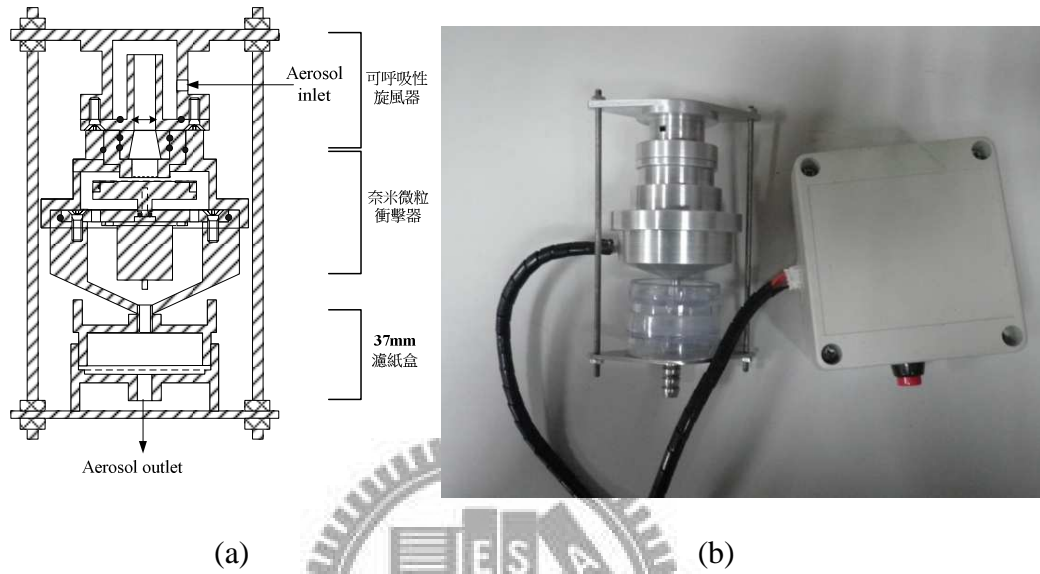 Aerosol
inlet
可呼吸性
旋風器
奈米微粒
衝擊器
37mm
濾紙盒
Aerosol outlet
E S A
(a)
(b)